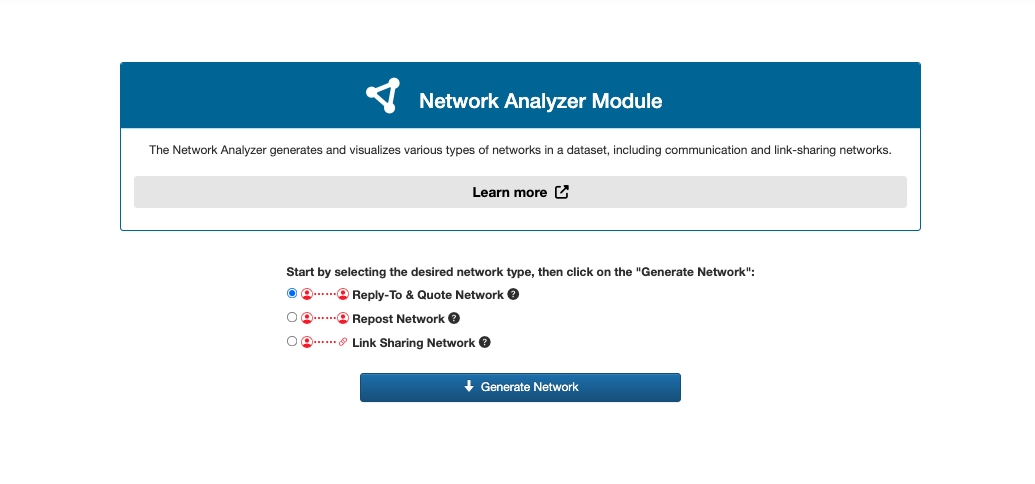 Network Analyzer Module
The Network Analyzer generates and visualizes various types of networks in a dataset, including communication and link-sharing networks.
Learn more
Start by selecting the desired network type, then click on the "Generate Network":
Reply-To & Quote Network ?
Repost Network ?
Link Sharing Network ?
Generate Network